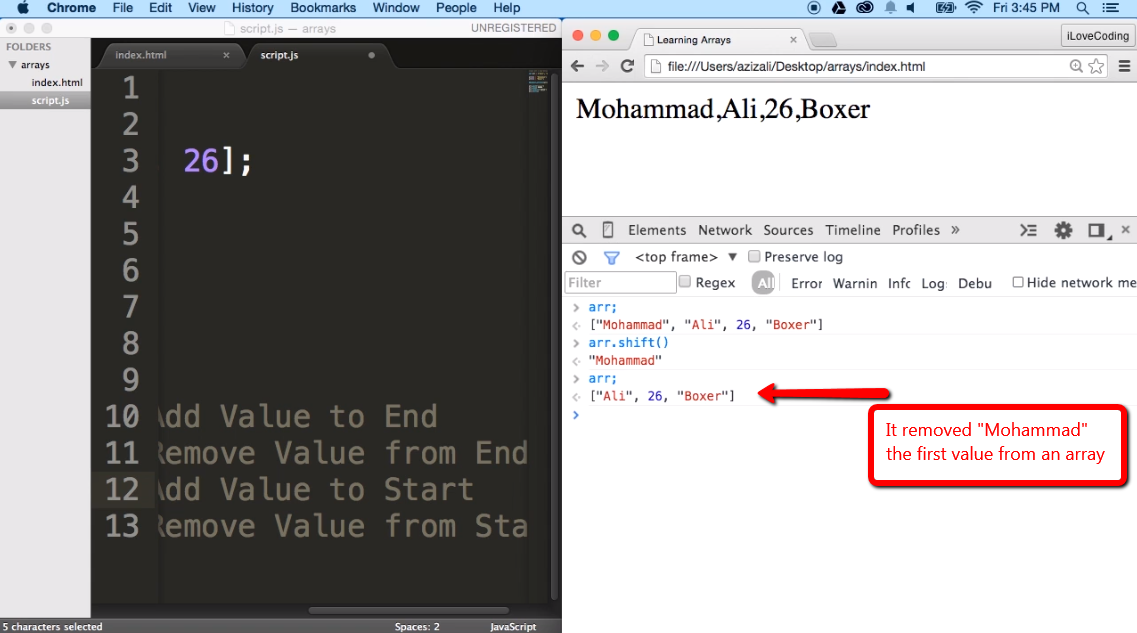 Chrome File Edit View History Bookmarks Window People Help Fri 3:45 PM
script.js — arrays UNREGISTERED
FOLDERS
arrays
index.html
script.js
index.html × script.js
1
2
3 26];
4
5
6
7
8
9
10 Add Value to End
11 Remove Value from End
12 Add Value to Start
13 Remove Value from Sta
5 characters selected Spaces: 2 JavaScript
Learning Arrays × iLoveCoding
file:///Users/azizali/Desktop/arrays/index.html
Mohammad,Ali,26,Boxer
Elements Network Sources Timeline Profiles » ×
<top frame> ▼ Preserve log
Filter Regex All Error Warnin Info Log Debu Hide network me
> arr;
<· ["Mohammad", "Ali", 26, "Boxer"]
> arr.shift()
<· "Mohammad"
> arr;
<· ["Ali", 26, "Boxer"]
>
It removed "Mohammad"
the first value from an array